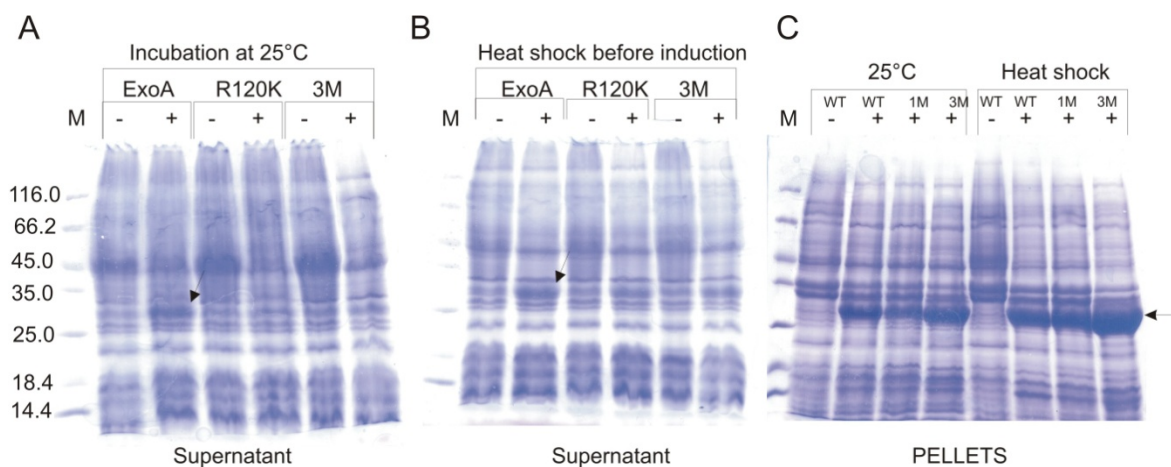 A
Incubation at 25°C
ExoA R120K 3M
M - + - + - +
116.0
66.2
45.0
35.0
25.0
18.4
14.4
Supernatant
B
Heat shock before induction
ExoA R120K 3M
M - + - + - +
Supernatant
C
25°C Heat shock
WT WT 1M 3M WT WT 1M 3M
M - + + + - + + +
PELLETS